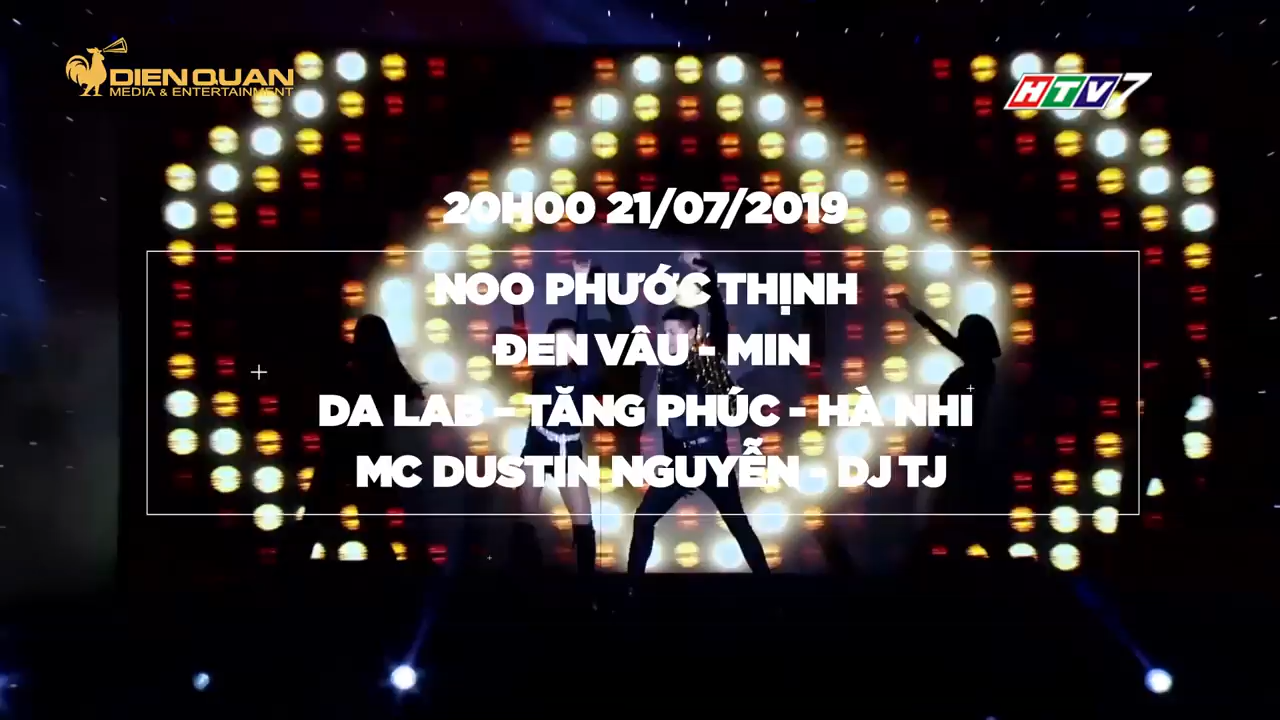 DIEN QUAN
MEDIA & ENTERTAINMENT
HTV7
20H00 21/07/2019
NOO PHƯỚC THỊNH
ĐEN VÂU - MIN
DA LAB – TĂNG PHÚC - HÀ NHI
MC DUSTIN NGUYỄN - DJ TJ